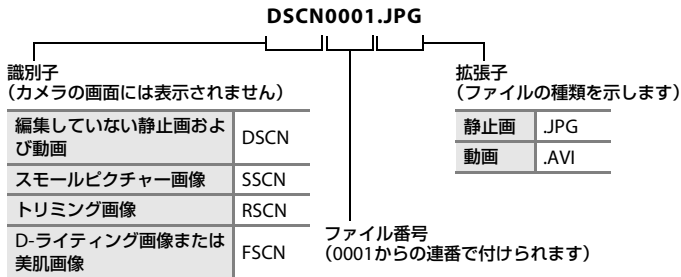 DSCN0001.JPG
識別子
（カメラの画面には表示されません）
編集していない静止画およ
び動画
DSCN
スモールピクチャー画像
SSCN
トリミング画像
RSCN
D-ライティング画像または
美肌画像
FSCN
ファイル番号
（0001からの連番で付けられます）
拡張子
（ファイルの種類を示します）
静止画
.JPG
動画
.AVI